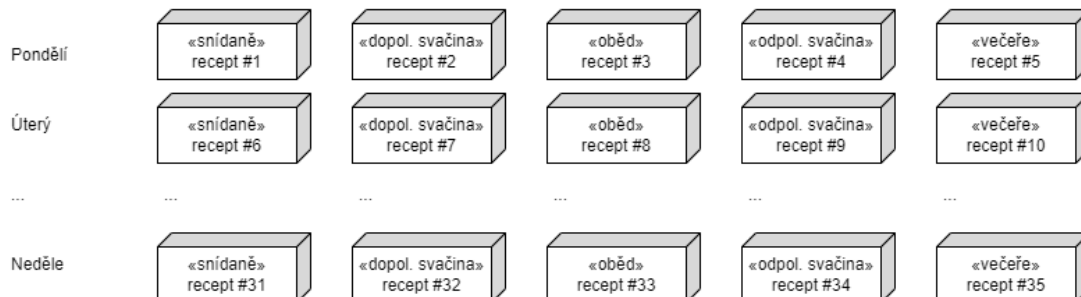 Pondělí
«snídaně»
recept #1
«dopol. svačina»
recept #2
«oběd»
recept #3
«odpol. svačina»
recept #4
«večeře»
recept #5
Úterý
«snídaně»
recept #6
«dopol. svačina»
recept #7
«oběd»
recept #8
«odpol. svačina»
recept #9
«večeře»
recept #10
...
...
...
...
...
...
Neděle
«snídaně»
recept #31
«dopol. svačina»
recept #32
«oběd»
recept #33
«odpol. svačina»
recept #34
«večeře»
recept #35